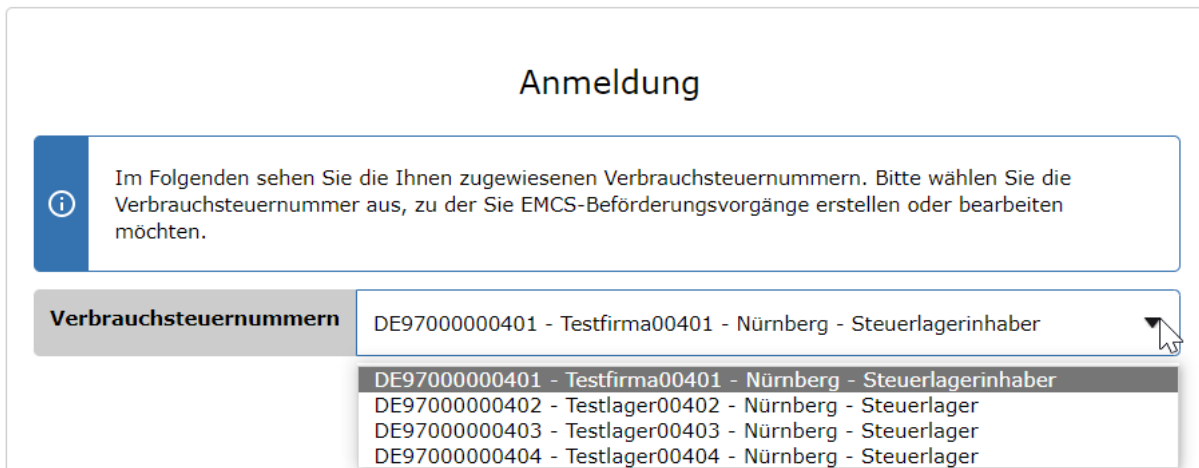 Anmeldung
Im Folgenden sehen Sie die Ihnen zugewiesenen Verbrauchsteuernummern. Bitte wählen Sie die
Verbrauchsteuernummer aus, zu der Sie EMCS-Beförderungsvorgänge erstellen oder bearbeiten
möchten.
Verbrauchsteuernummern
DE97000000401 - Testfirma00401 - Nürnberg - Steuerlagerinhaber
DE97000000401 - Testfirma00401 - Nürnberg - Steuerlagerinhaber
DE97000000402 - Testlager00402 - Nürnberg - Steuerlager
DE97000000403 - Testlager00403 - Nürnberg - Steuerlager
DE97000000404 - Testlager00404 - Nürnberg - Steuerlager